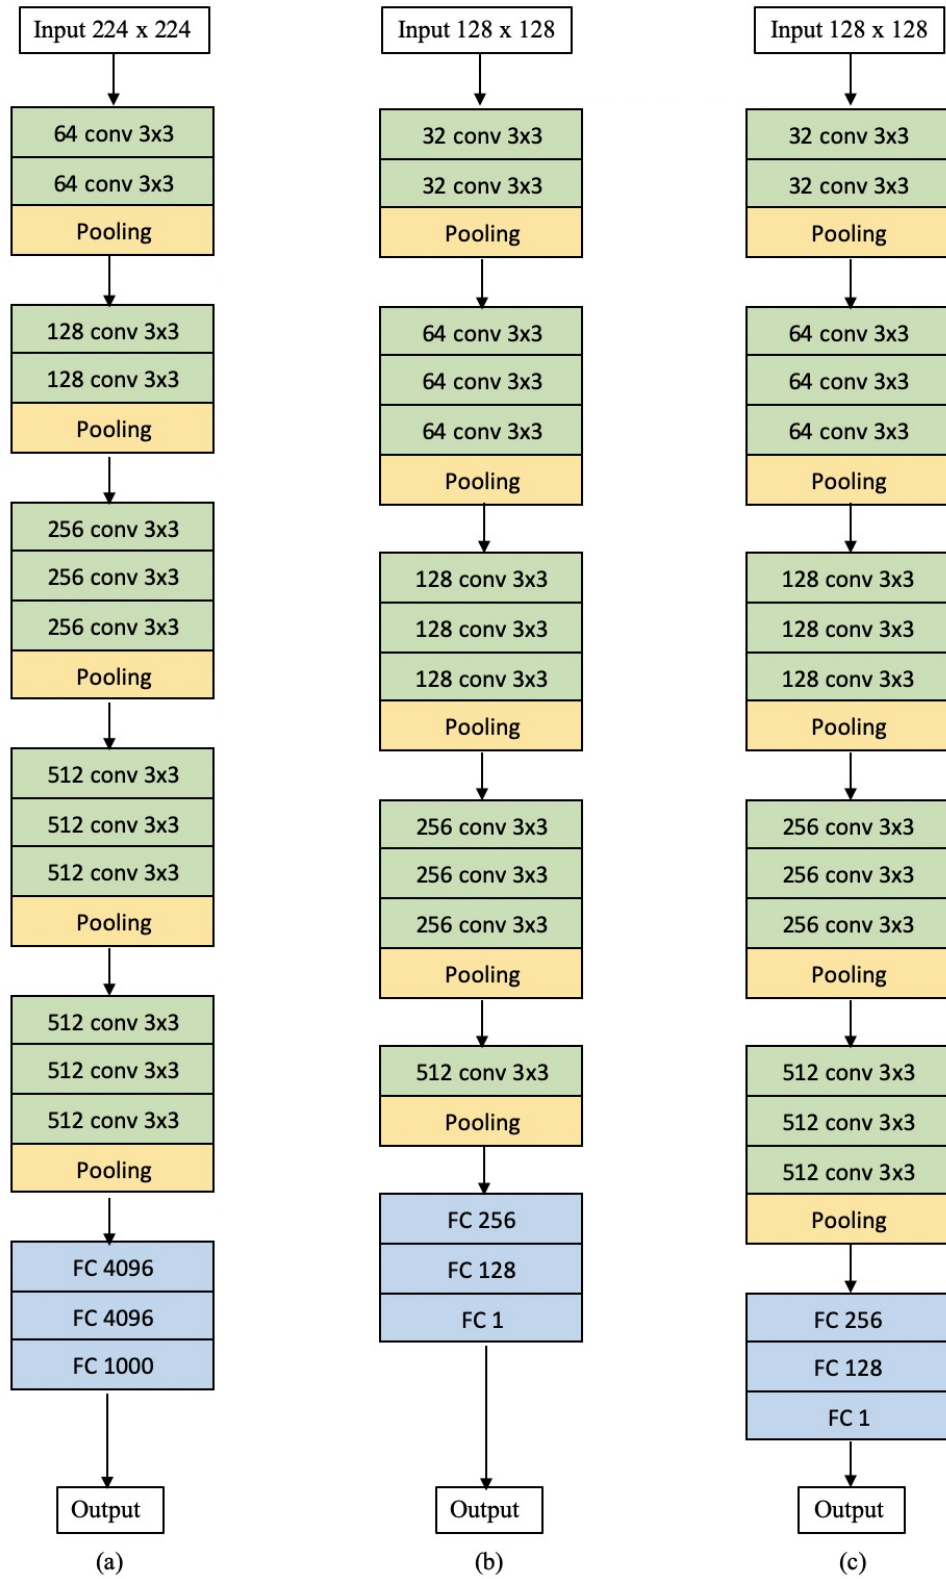 Input 224 x 224
64 conv 3x3
64 conv 3x3
Pooling
128 conv 3x3
128 conv 3x3
Pooling
256 conv 3x3
256 conv 3x3
256 conv 3x3
Pooling
512 conv 3x3
512 conv 3x3
512 conv 3x3
Pooling
512 conv 3x3
512 conv 3x3
512 conv 3x3
Pooling
FC 4096
FC 4096
FC 1000
Output
(a)
Input 128 x 128
32 conv 3x3
32 conv 3x3
Pooling
64 conv 3x3
64 conv 3x3
64 conv 3x3
Pooling
128 conv 3x3
128 conv 3x3
128 conv 3x3
Pooling
256 conv 3x3
256 conv 3x3
256 conv 3x3
Pooling
512 conv 3x3
Pooling
FC 256
FC 128
FC 1
Output
(b)
Input 128 x 128
32 conv 3x3
32 conv 3x3
Pooling
64 conv 3x3
64 conv 3x3
64 conv 3x3
Pooling
128 conv 3x3
128 conv 3x3
128 conv 3x3
Pooling
256 conv 3x3
256 conv 3x3
256 conv 3x3
Pooling
512 conv 3x3
512 conv 3x3
512 conv 3x3
Pooling
FC 256
FC 128
FC 1
Output
(c)